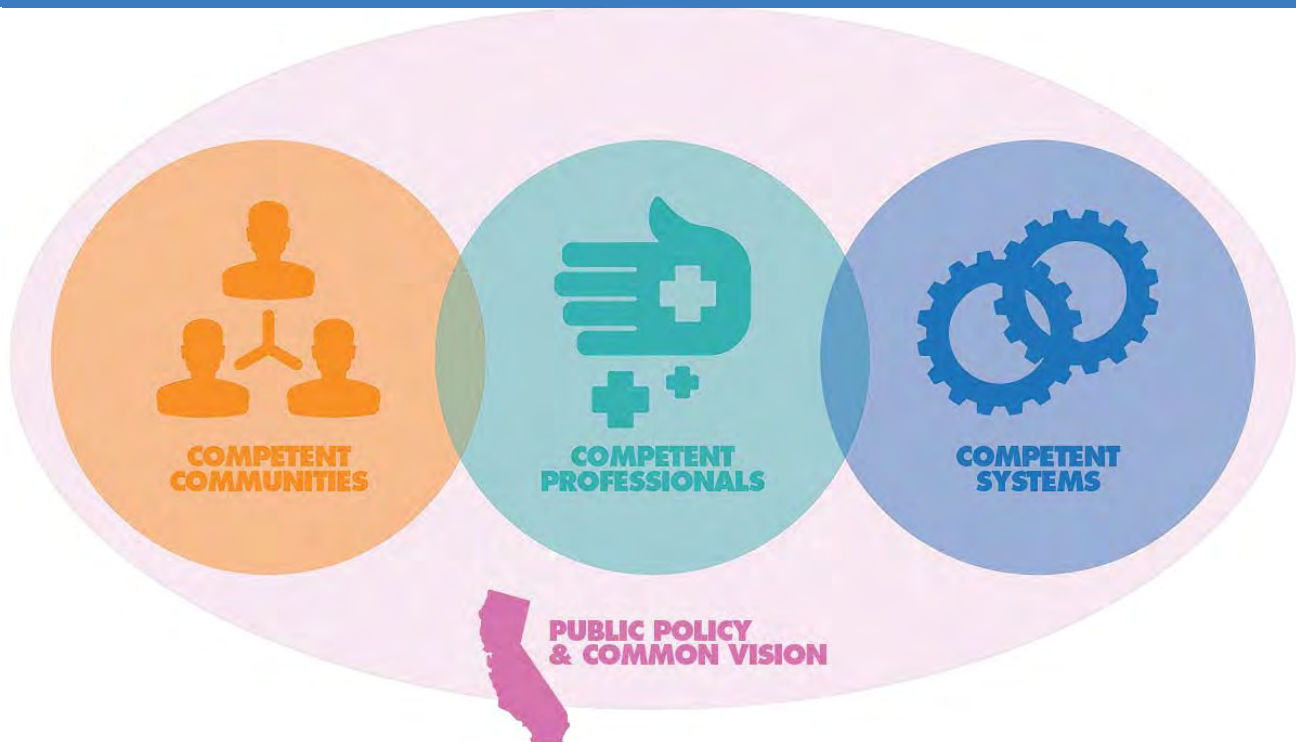 COMPETENT
COMMUNITIES
COMPETENT
PROFESSIONALS
COMPETENT
SYSTEMS
PUBLIC POLICY
& COMMON VISION